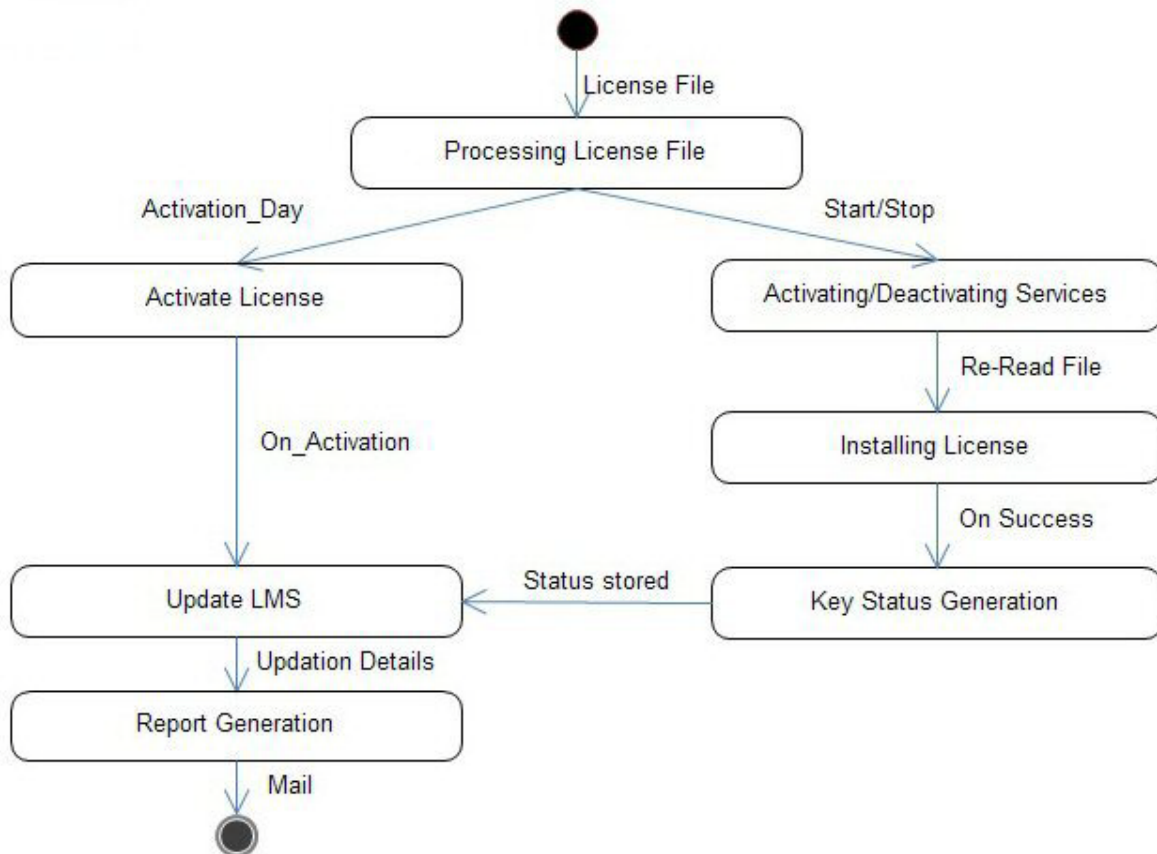 License File
Processing License File
Activation_Day
Start/Stop
Activate License
Activating/Deactivating Services
Re-Read File
On_Activation
Installing License
On Success
Status stored
Update LMS
Key Status Generation
Updation Details
Report Generation
Mail